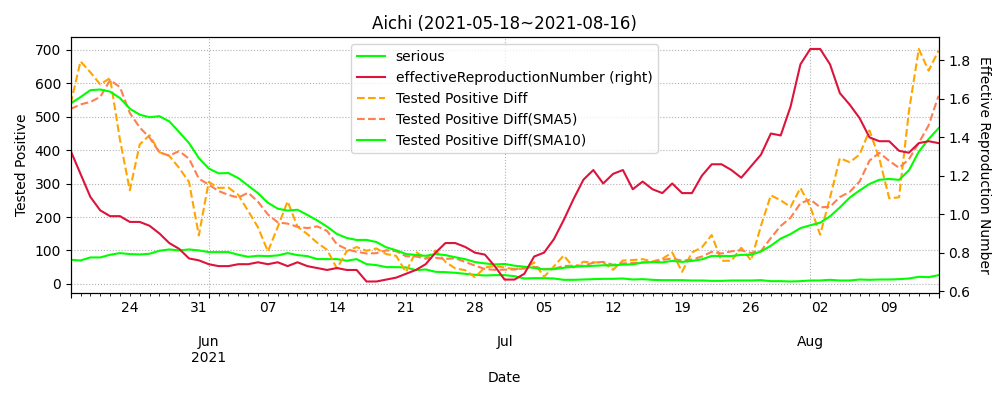 Aichi (2021-05-18~2021-08-16)
serious
effectiveReproductionNumber (right)
Tested Positive Diff
Tested Positive Diff(SMA5)
Tested Positive Diff(SMA10)
Tested Positive
700
600
500
400
300
200
100
0
Effective Reproduction Number
1.8
1.6
1.4
1.2
1.0
0.8
0.6
24 31 07 14 21 28 05 12 19 26 02 09
Jun Jul Aug
2021
Date